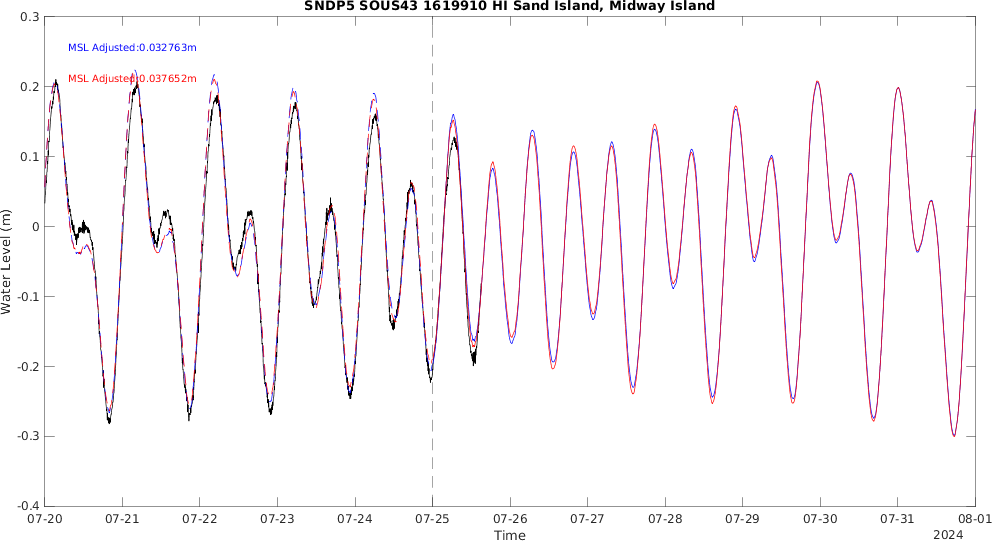 SNDP5 SOUS43 1619910 HI Sand Island, Midway Island
0.3
MSL Adjusted:0.032763m
MSL Adjusted:0.037652m
0.2
0.1
0
-0.1
-0.2
-0.3
-0.4
Water Level (m)
07-20 07-21 07-22 07-23 07-24 07-25 07-26 07-27 07-28 07-29 07-30 07-31 08-01
Time
2024